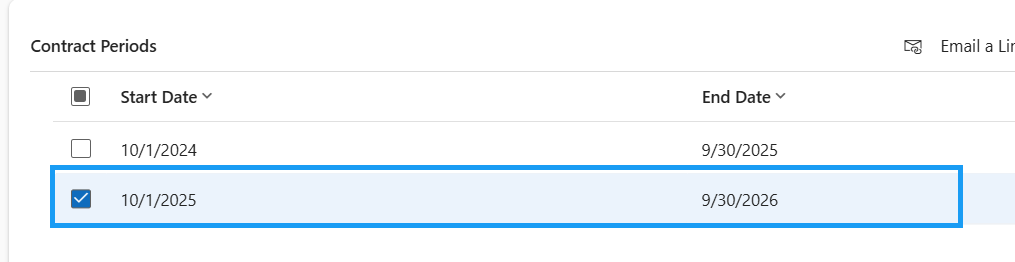 Contract Periods
Email a
Start Date
End Date
10/1/2024
9/30/2025
10/1/2025
9/30/2026